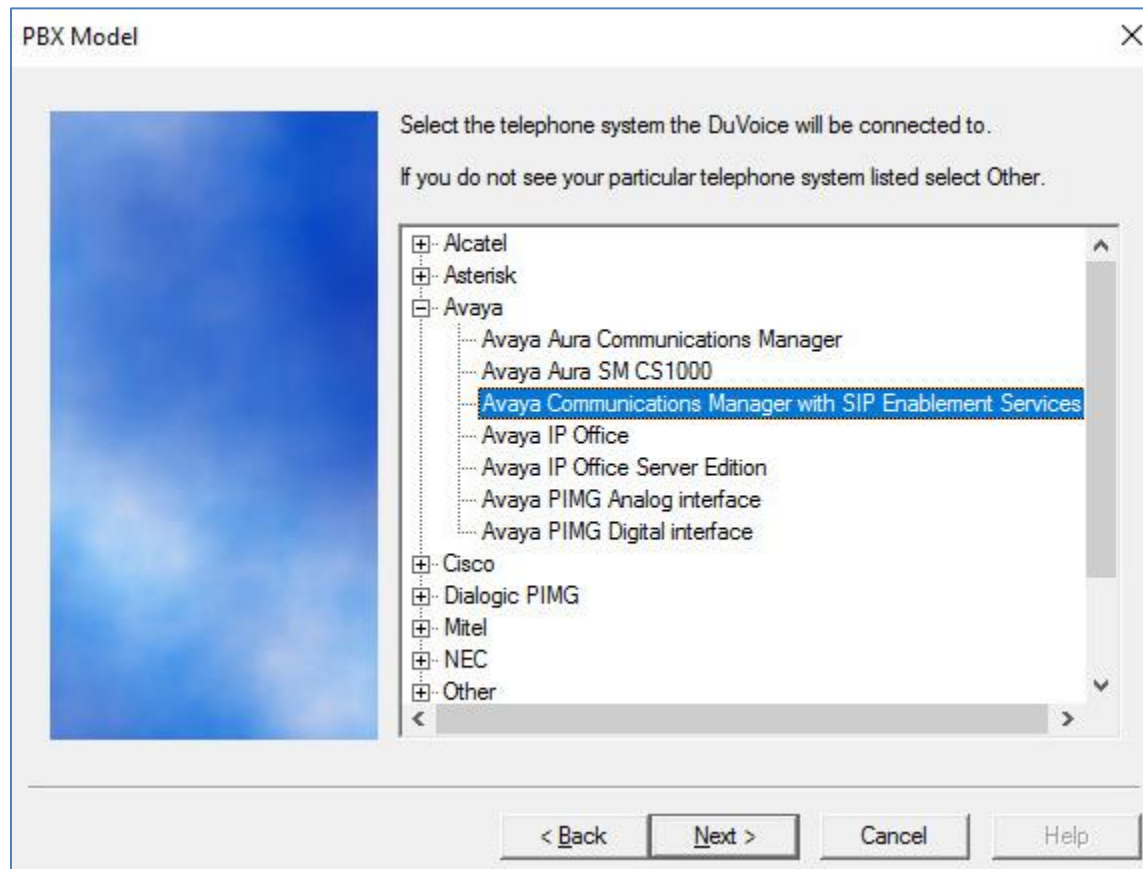 PBX Model
Select the telephone system the DuVoice will be connected to.
If you do not see your particular telephone system listed select Other.
Alcatel
Asterisk
Avaya
Avaya Aura Communications Manager
Avaya Aura SM CS1000
Avaya Communications Manager with SIP Enablement Services
Avaya IP Office
Avaya IP Office Server Edition
Avaya PIMG Analog interface
Avaya PIMG Digital interface
Cisco
Dialogic PIMG
Mitel
NEC
Other
< Back Next > Cancel Help